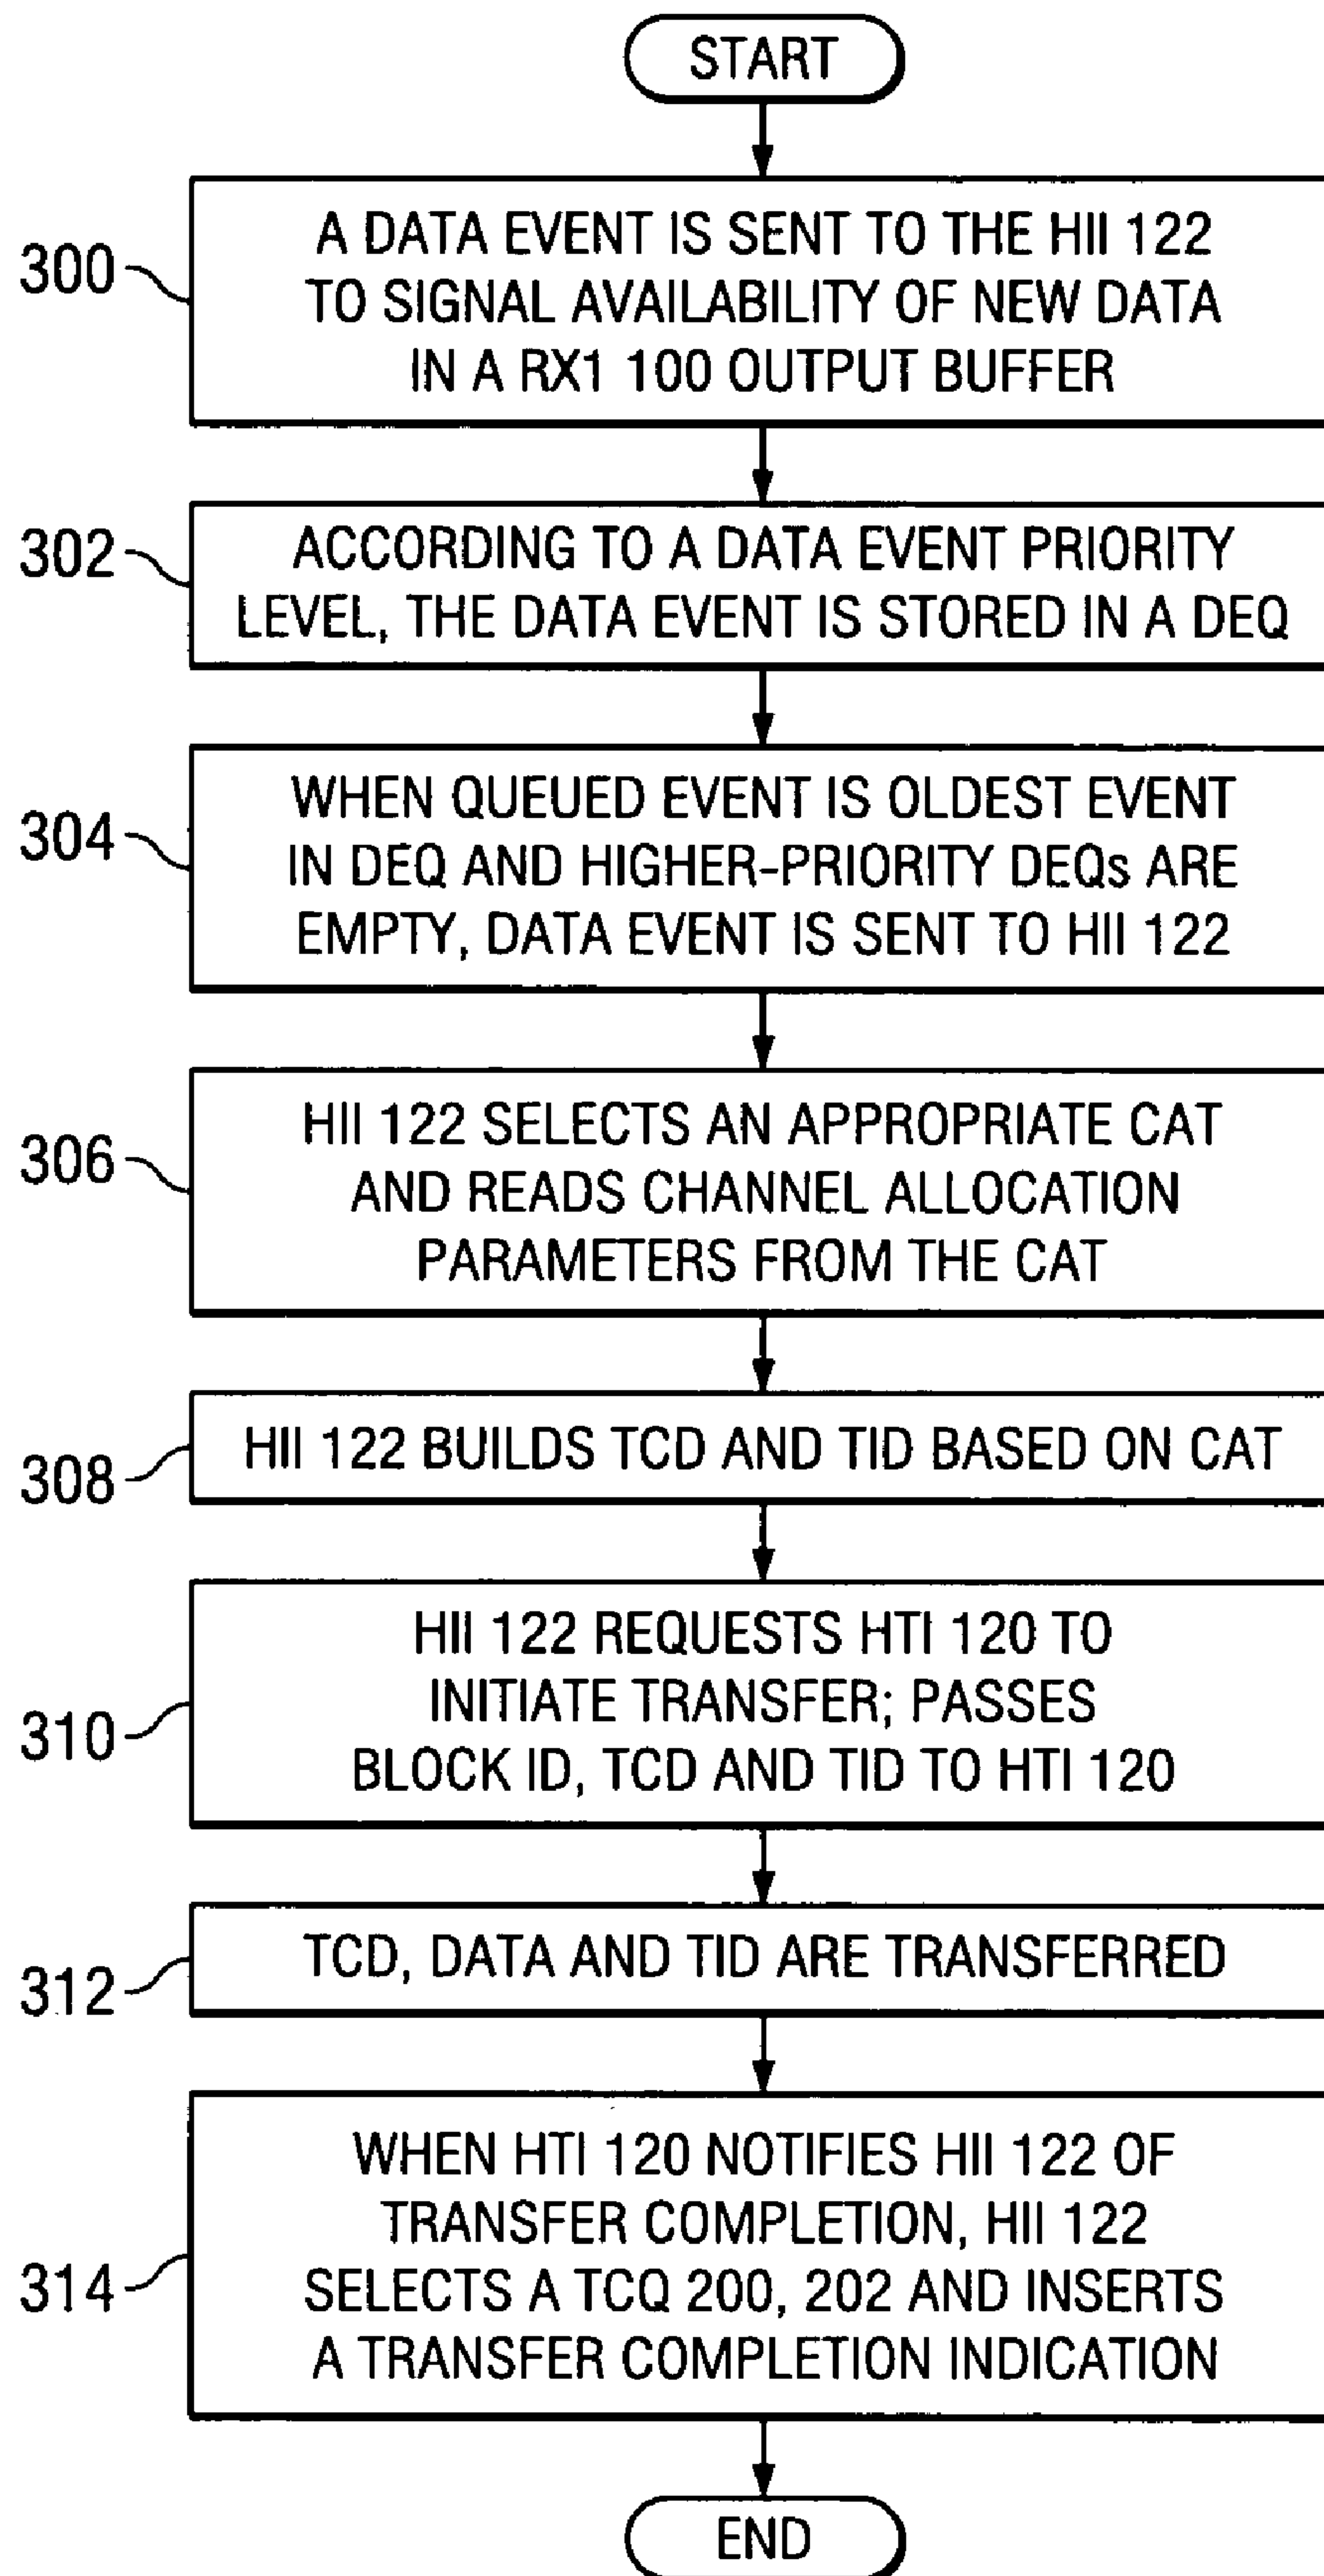 START
300
A DATA EVENT IS SENT TO THE HII 122
TO SIGNAL AVAILABILITY OF NEW DATA
IN A RX1 100 OUTPUT BUFFER
302
ACCORDING TO A DATA EVENT PRIORITY
LEVEL, THE DATA EVENT IS STORED IN A DEQ
304
WHEN QUEUED EVENT IS OLDEST EVENT
IN DEQ AND HIGHER-PRIORITY DEQs ARE
EMPTY, DATA EVENT IS SENT TO HII 122
306
HII 122 SELECTS AN APPROPRIATE CAT
AND READS CHANNEL ALLOCATION
PARAMETERS FROM THE CAT
308
HII 122 BUILDS TCD AND TID BASED ON CAT
310
HII 122 REQUESTS HTI 120 TO
INITIATE TRANSFER; PASSES
BLOCK ID, TCD AND TID TO HTI 120
312
TCD, DATA AND TID ARE TRANSFERRED
314
WHEN HTI 120 NOTIFIES HII 122 OF
TRANSFER COMPLETION, HII 122
SELECTS A TCQ 200, 202 AND INSERTS
A TRANSFER COMPLETION INDICATION
END